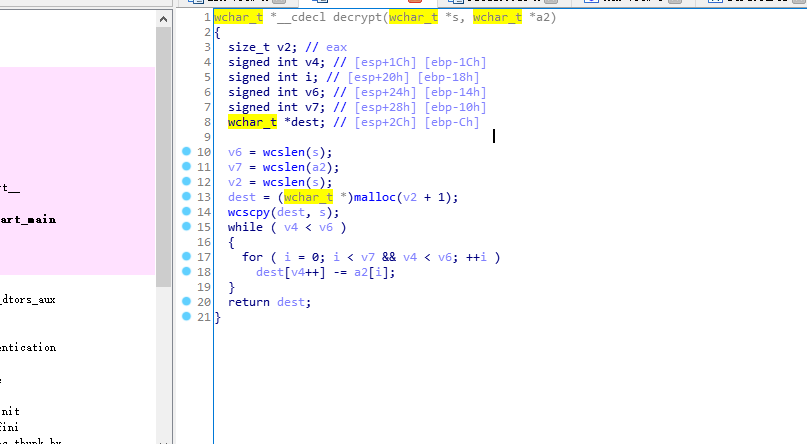 t__
art_main
_dtors_aux
entication
nit
fini
1 wchar_t *__cdecl decrypt(wchar_t *s, wchar_t *a2)
2 {
3 size_t v2; // eax
4 signed int v4; // [esp+1Ch] [ebp-1Ch]
5 signed int i; // [esp+20h] [ebp-18h]
6 signed int v6; // [esp+24h] [ebp-14h]
7 signed int v7; // [esp+28h] [ebp-10h]
8 wchar_t *dest; // [esp+2Ch] [ebp-Ch]
9
10 v6 = wcslen(s);
11 v7 = wcslen(a2);
12 v2 = wcslen(s);
13 dest = (wchar_t *)malloc(v2 + 1);
14 wcscpy(dest, s);
15 while ( v4 < v6 )
16 {
17 for ( i = 0; i < v7 && v4 < v6; ++i )
18 dest[v4++] -= a2[i];
19 }
20 return dest;
21 }